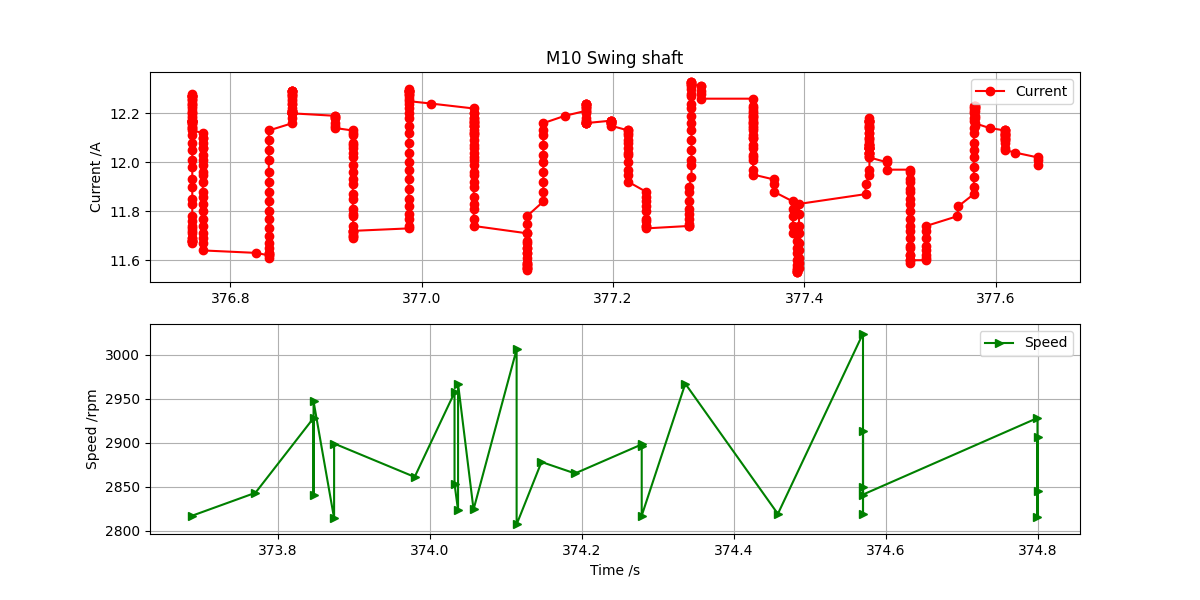 M10 Swing shaft
Current /A
12.2
12.0
11.8
11.6
Current
376.8 377.0 377.2 377.4 377.6
Speed /rpm
3000
2950
2900
2850
2800
Speed
373.8 374.0 374.2 374.4 374.6 374.8
Time /s